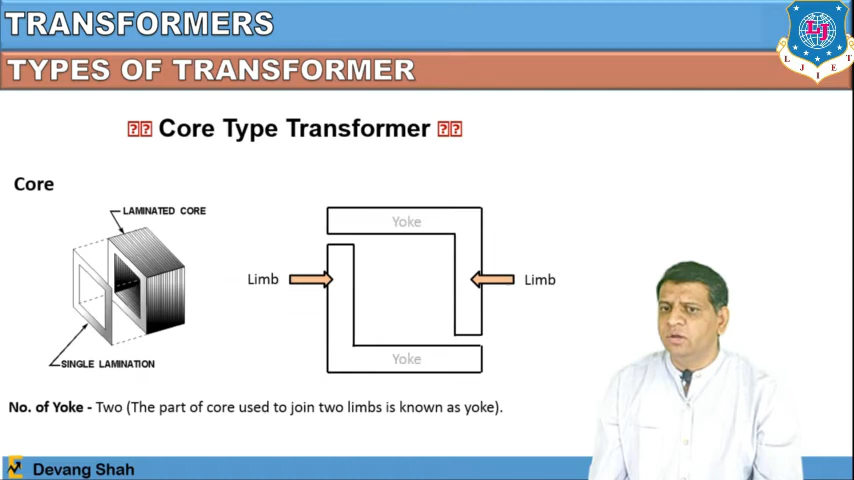 TRANSFORMERS
TYPES OF TRANSFORMER
LJ
L J I E T
Core Type Transformer
Core
LAMINATED CORE
SINGLE LAMINATION
Yoke
Limb
Limb
Yoke
No. of Yoke - Two (The part of core used to join two limbs is known as yoke).
Devang Shah